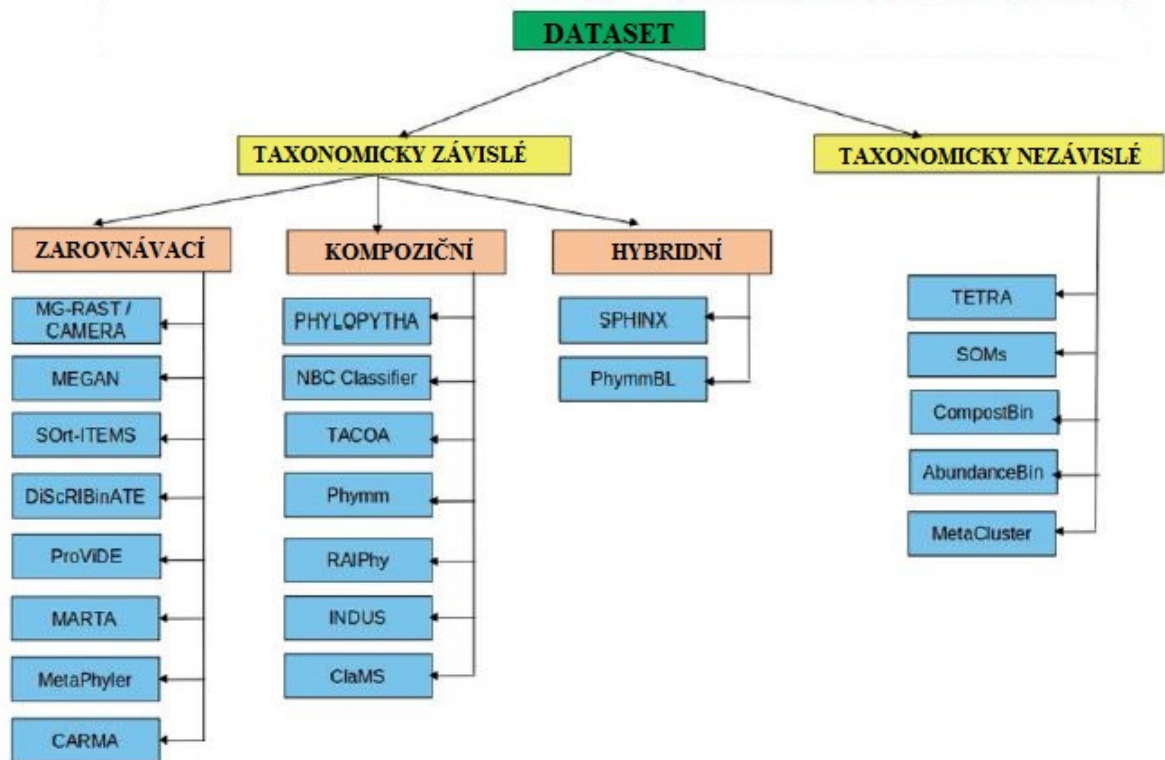 DATASET
TAXONOMICKY ZÁVISLÉ
TAXONOMICKY NEZÁVISLÉ
ZAROVNÁVACÍ
MG-RAST /
CAMERA
MEGAN
SOrt-ITEMS
DiScRIBinATE
ProViDE
MARTA
MetaPhyler
CARMA
KOMPOZIČNÍ
PHYLOPYTHA
NBC Classifier
TACOA
Phymm
RAIPhy
INDUS
ClaMS
HYBRIDNÍ
SPHINX
PhymmBL
TETRA
SOMs
CompostBin
AbundanceBin
MetaCluster